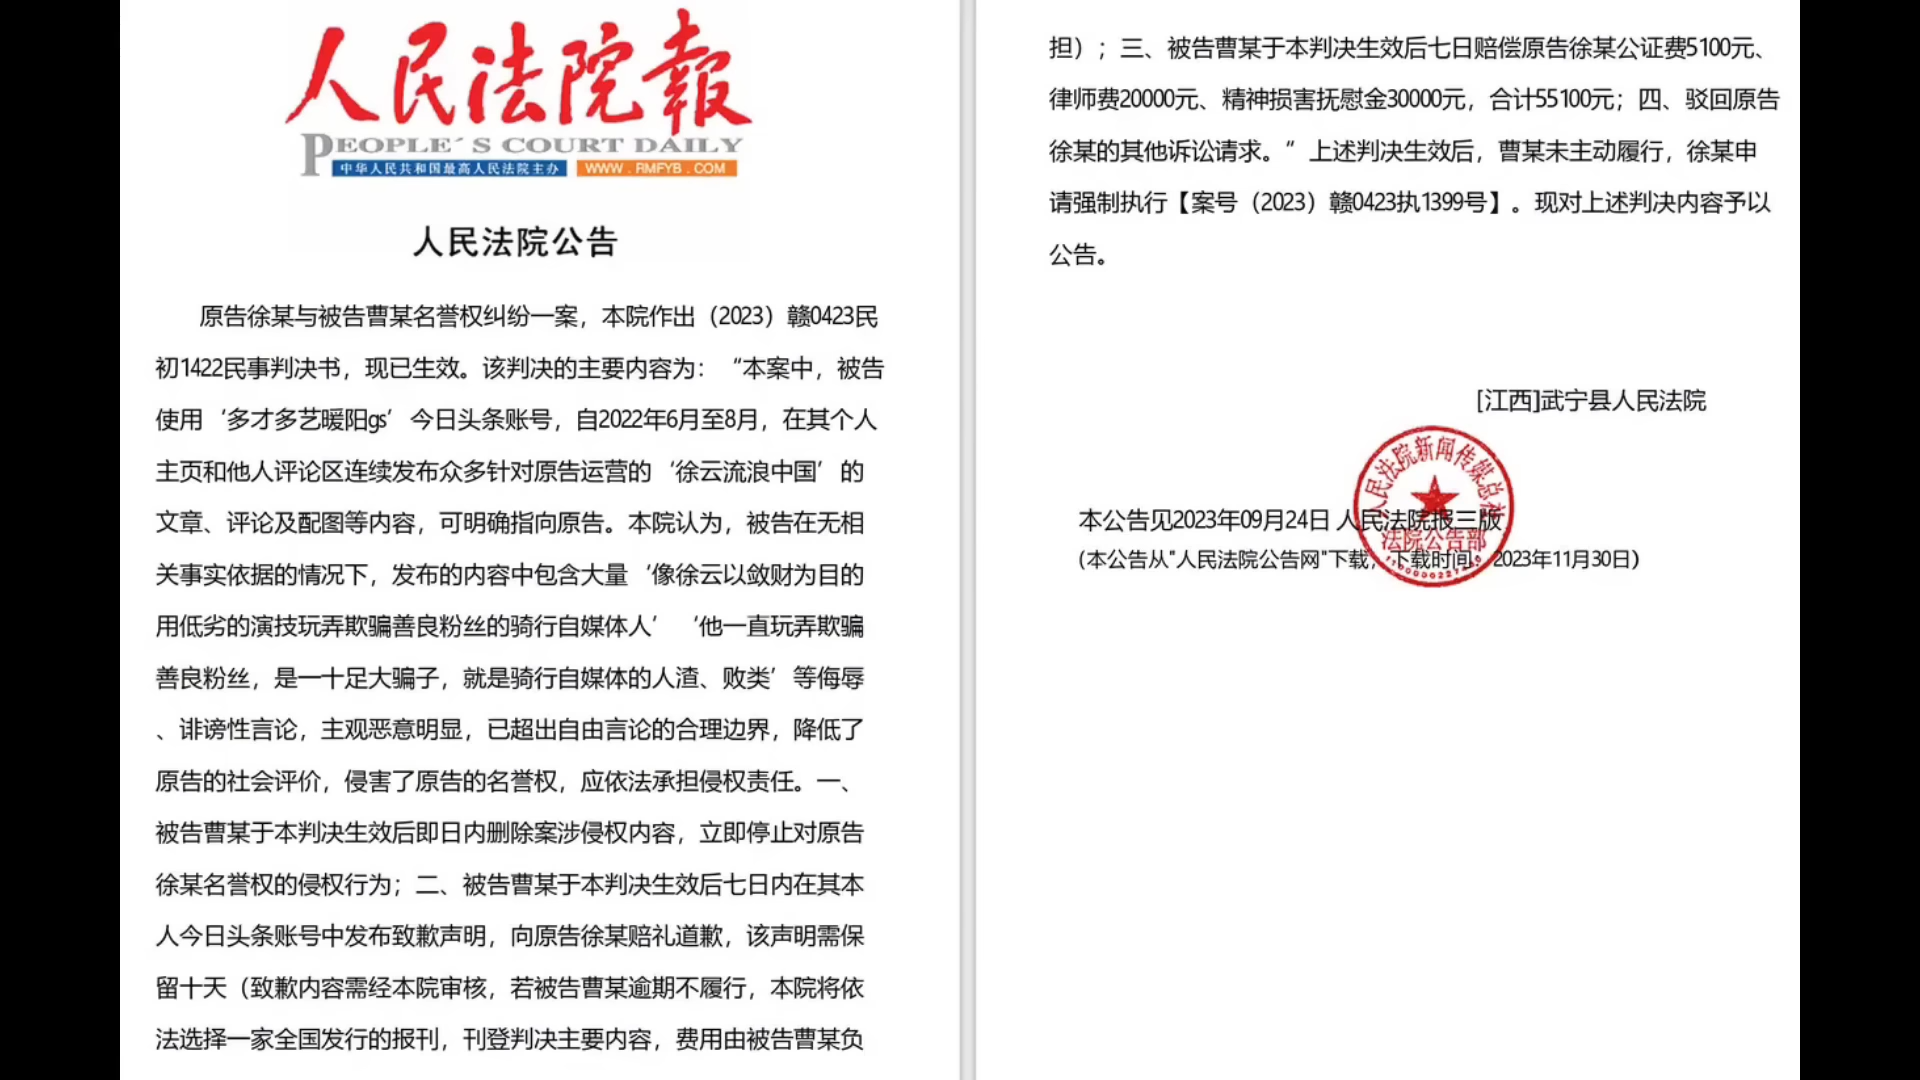 人民法院報
PEOPLE´S COURT DAILY
中华人民共和国最高人民法院主办 WWW.RMFYB.COM
人民法院公告
原告徐某与被告曹某名誉权纠纷一案，本院作出（2023）赣0423民
初1422民事判决书，现已生效。该判决的主要内容为：“本案中，被告
使用‘多才多艺暖阳gs’今日头条账号，自2022年6月至8月，在其个人
主页和他人评论区连续发布众多针对原告运营的‘徐云流浪中国’的
文章、评论及配图等内容，可明确指向原告。本院认为，被告在无相
关事实依据的情况下，发布的内容中包含大量‘像徐云以敛财为目的
用低劣的演技玩弄欺骗善良粉丝的骑行自媒体人’‘他一直玩弄欺骗
善良粉丝，是一十足大骗子，就是骑行自媒体的人渣、败类’等侮辱
、诽谤性言论，主观恶意明显，已超出自由言论的合理边界，降低了
原告的社会评价，侵害了原告的名誉权，应依法承担侵权责任。一、
被告曹某于本判决生效后即日内删除案涉侵权内容，立即停止对原告
徐某名誉权的侵权行为；二、被告曹某于本判决生效后七日内在其本
人今日头条账号中发布致歉声明，向原告徐某赔礼道歉，该声明需保
留十天（致歉内容需经本院审核，若被告曹某逾期不履行，本院将依
法选择一家全国发行的报刊，刊登判决主要内容，费用由被告曹某负
担）；三、被告曹某于本判决生效后七日赔偿原告徐某公证费5100元、
律师费20000元、精神损害抚慰金30000元，合计55100元；四、驳回原告
徐某的其他诉讼请求。”上述判决生效后，曹某未主动履行，徐某申
请强制执行【案号（2023）赣0423执1399号】。现对上述判决内容予以
公告。
[江西]武宁县人民法院
人民法院新闻传媒总社
法院公告部
本公告见2023年09月24日 人民法院报三版
（本公告从"人民法院公告网"下载，下载时间：2023年11月30日）